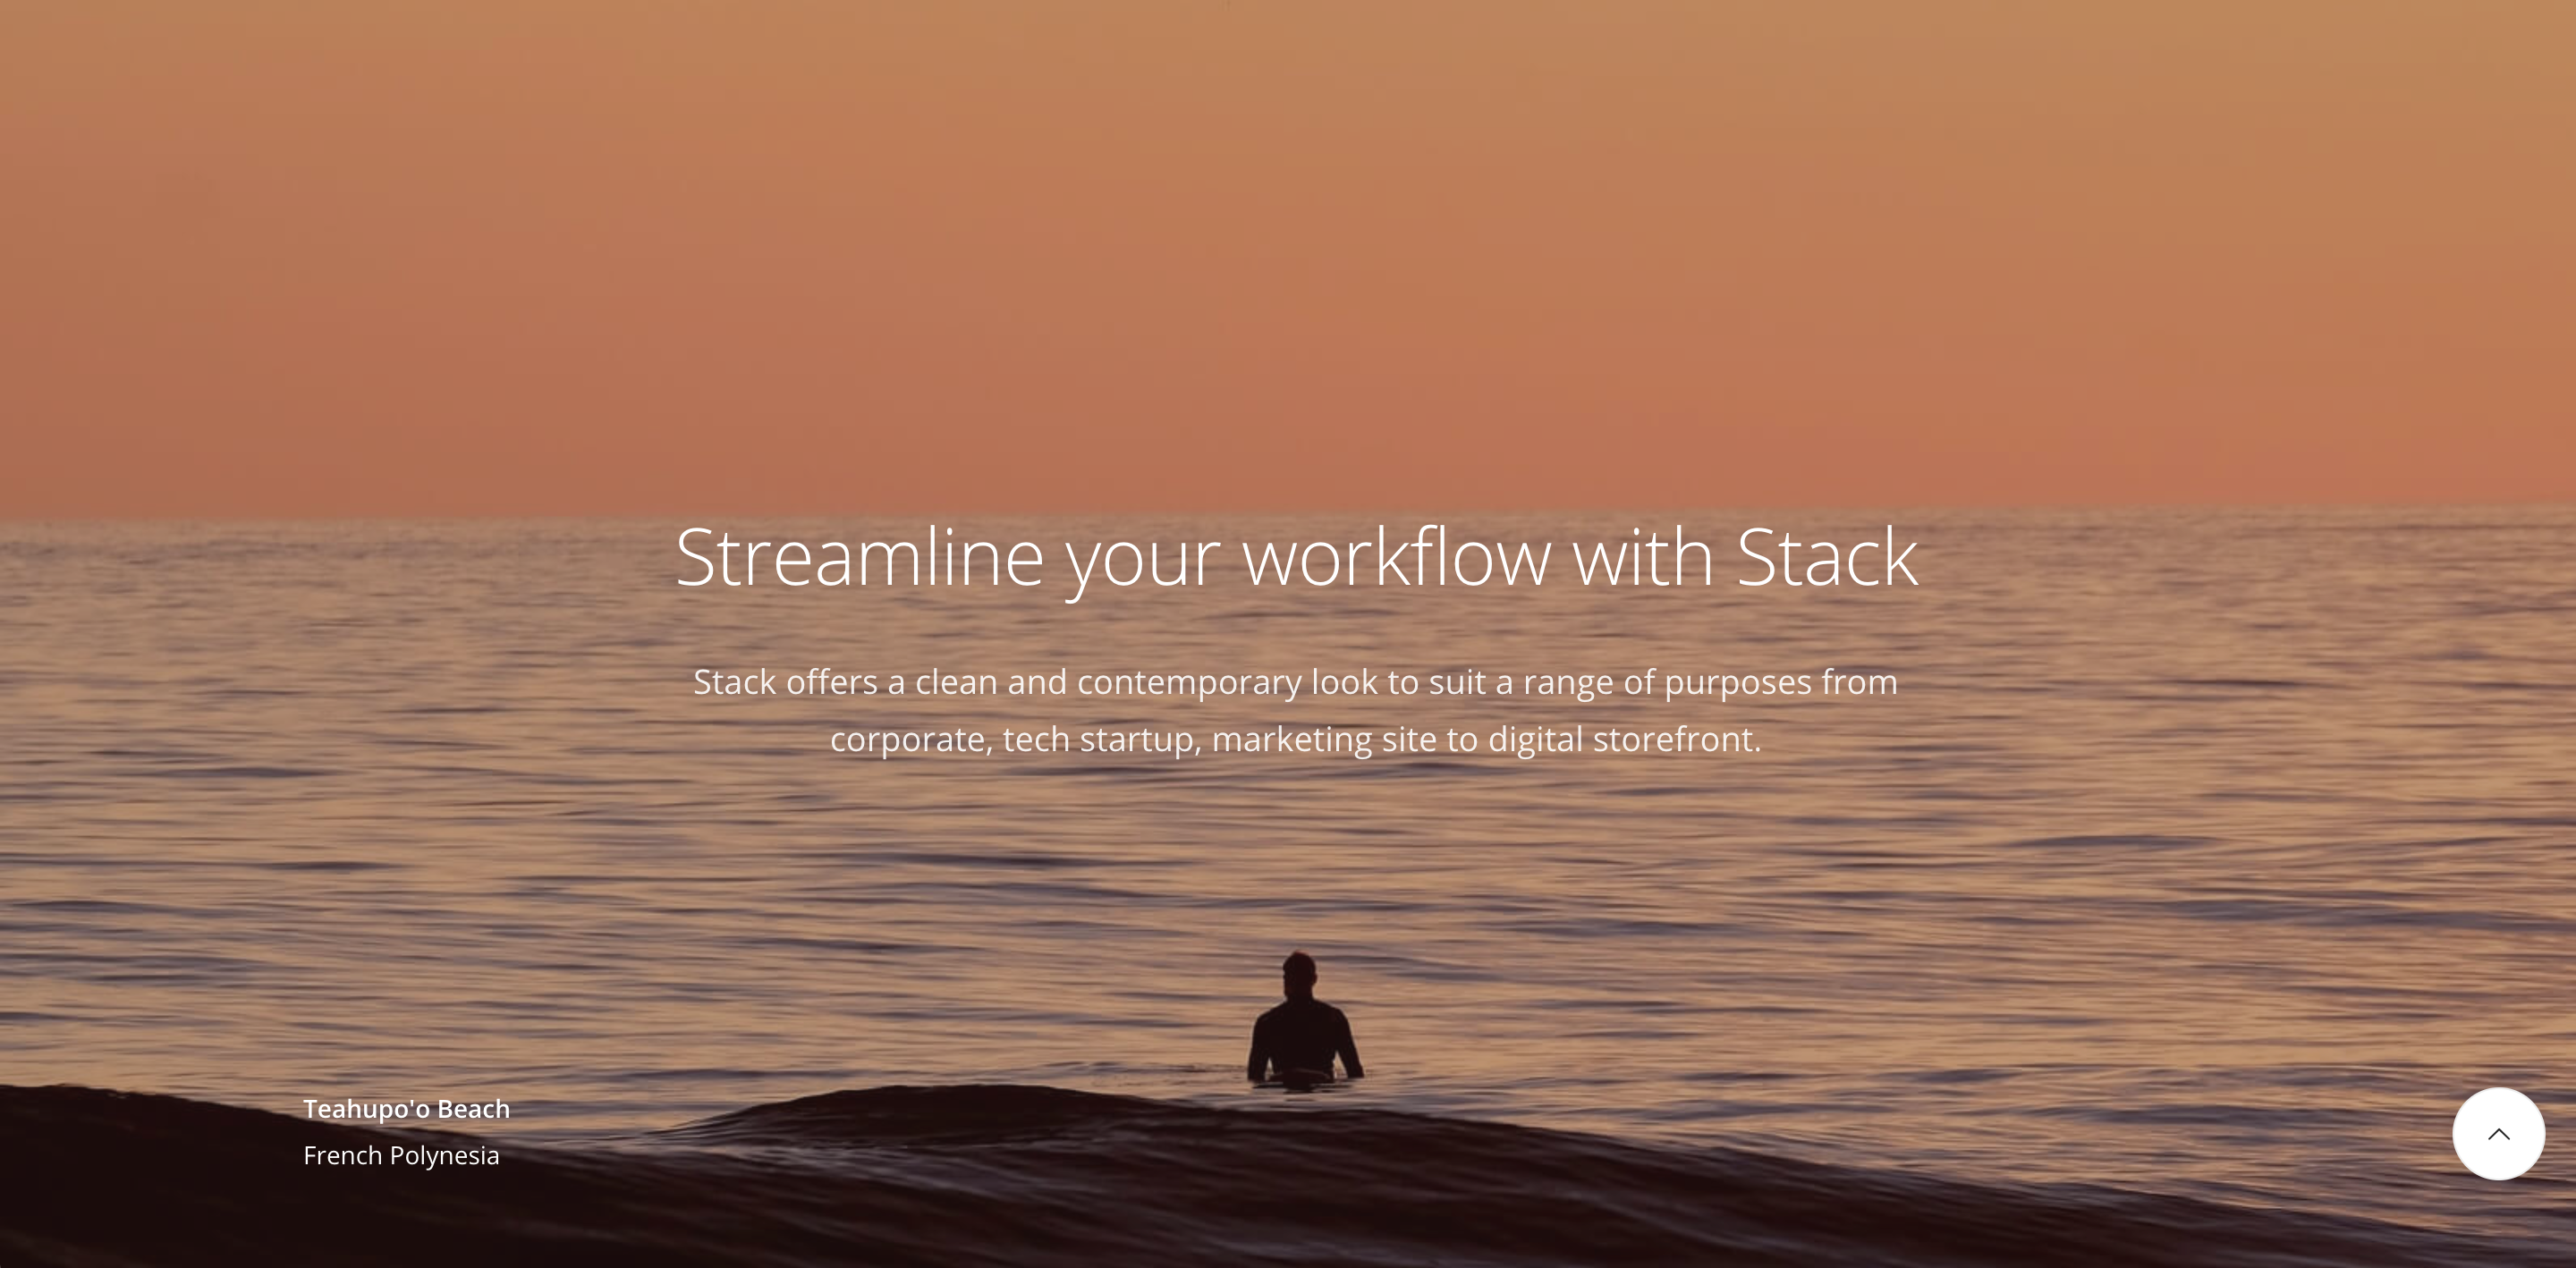 Streamline your workflow with Stack
Stack offers a clean and contemporary look to suit a range of purposes from
corporate, tech startup, marketing site to digital storefront.
Teahupo'o Beach
French Polynesia